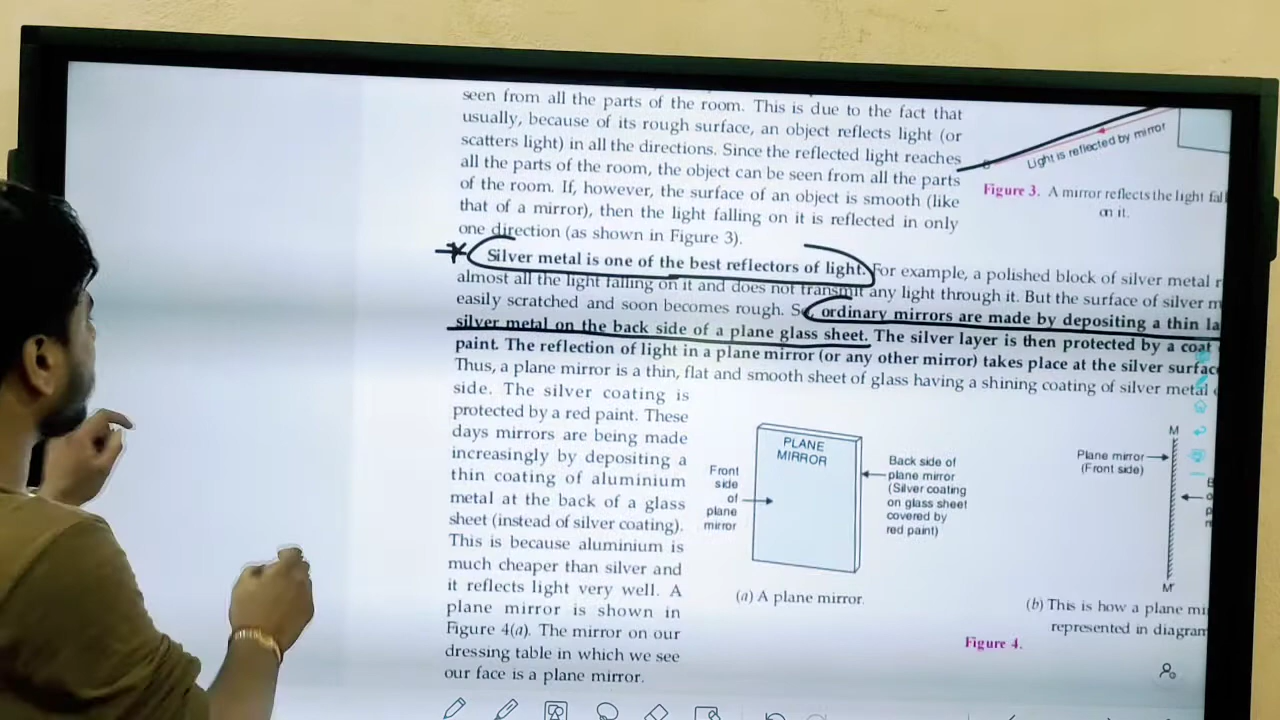 seen from all the parts of the room. This is due to the fact that
usually, because of its rough surface, an object reflects light (or
scatters light) in all the directions. Since the reflected light reaches
all the parts of the room, the object can be seen from all the parts
of the room. If, however, the surface of an object is smooth (like
that of a mirror), then the light falling on it is reflected in only
one direction (as shown in Figure 3).
Light is reflected by mirror
Figure 3. A mirror reflects the light fal
on it.
Silver metal is one of the best reflectors of light. For example, a polished block of silver metal r
almost all the light falling on it and does not transmit any light through it. But the surface of silver m
easily scratched and soon becomes rough. So, ordinary mirrors are made by depositing a thin la
silver metal on the back side of a plane glass sheet. The silver layer is then protected by a coat
paint. The reflection of light in a plane mirror (or any other mirror) takes place at the silver surfac
Thus, a plane mirror is a thin, flat and smooth sheet of glass having a shining coating of silver metal
side. The silver coating is
protected by a red paint. These
days mirrors are being made
increasingly by depositing a
thin coating of aluminium
metal at the back of a glass
sheet (instead of silver coating).
This is because aluminium is
much cheaper than silver and
it reflects light very well. A
plane mirror is shown in
Figure 4(a). The mirror on our
dressing table in which we see
our face is a plane mirror.
PLANE
MIRROR
Front
side
of
plane
mirror
Back side of
plane mirror
(Silver coating
on glass sheet
covered by
red paint)
(a) A plane mirror.
M
Plane mirror
(Front side)
M'
(b) This is how a plane mi
represented in diagram
Figure 4.